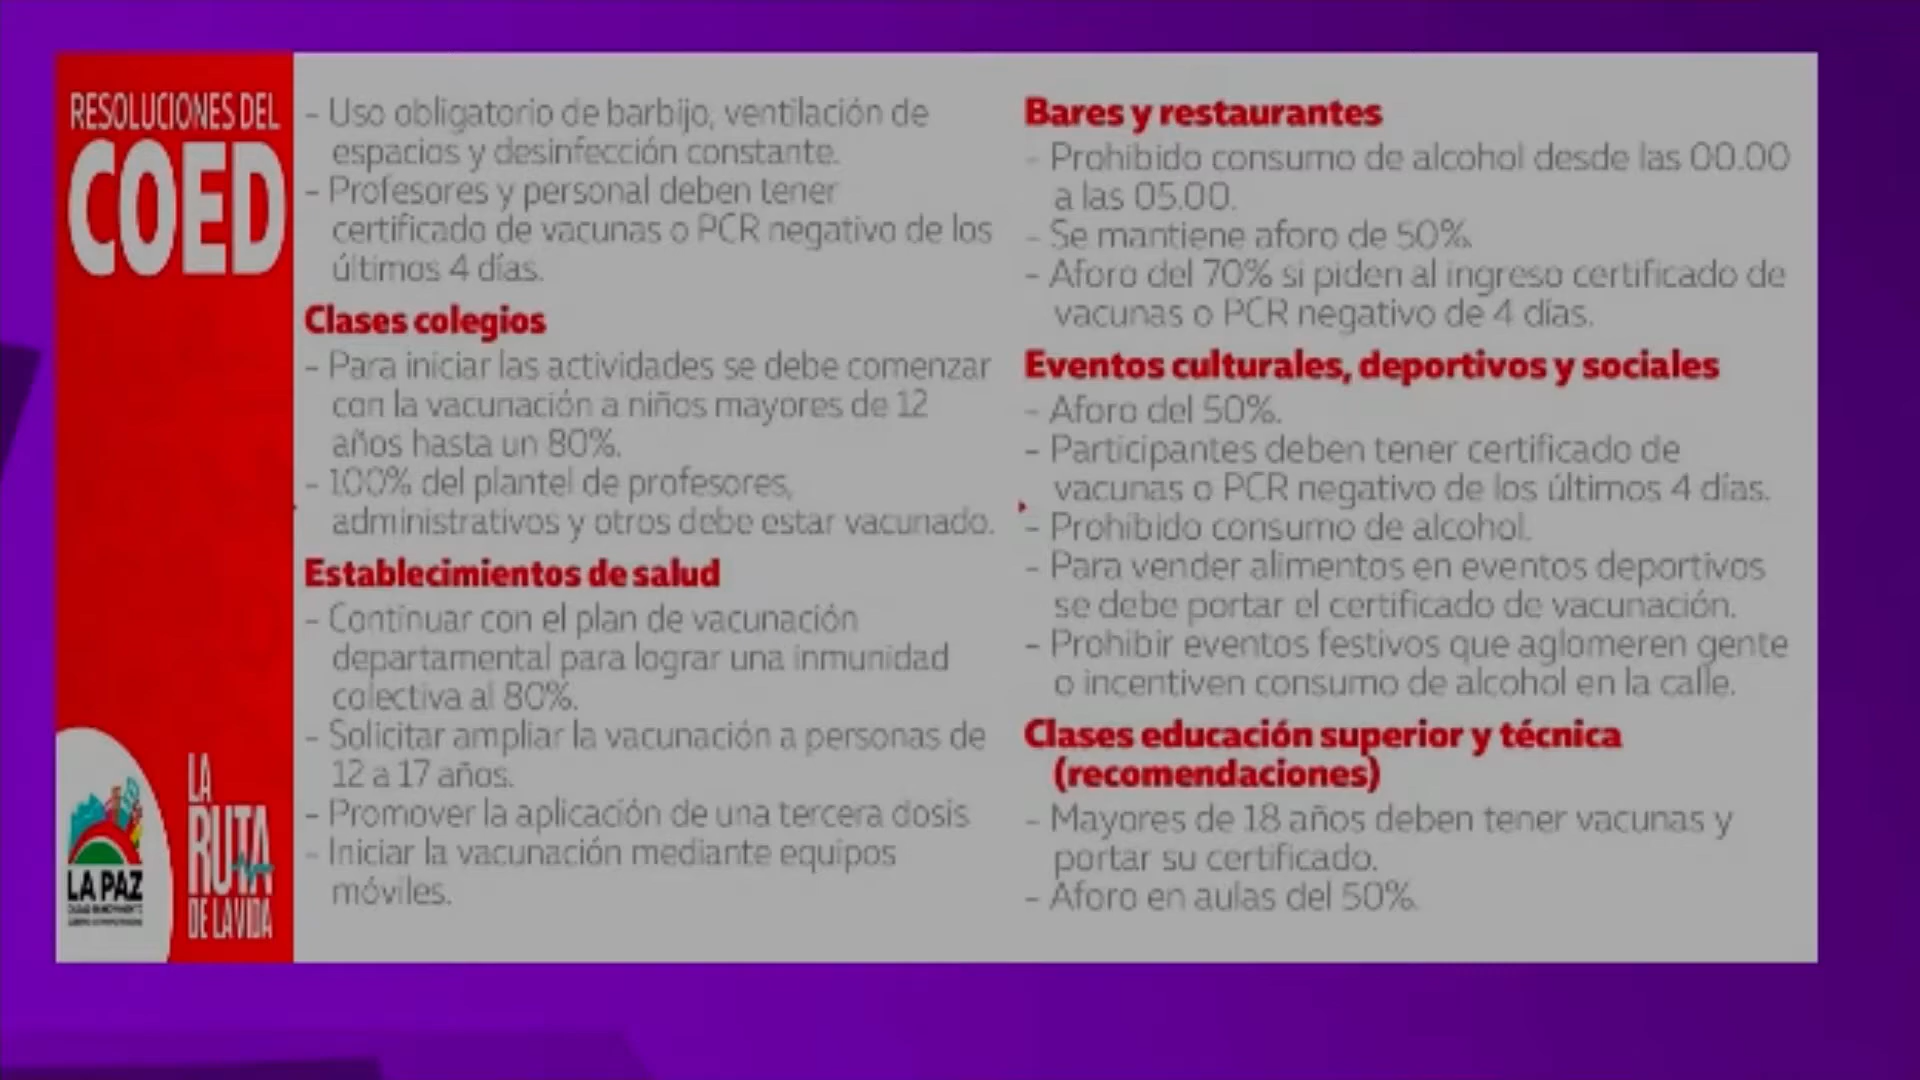 RESOLUCIONES DEL
COED
- Uso obligatorio de barbijo, ventilación de
espacios y desinfección constante.
- Profesores y personal deben tener
certificado de vacunas o PCR negativo de los
últimos 4 días.
Clases colegios
- Para iniciar las actividades se debe comenzar
con la vacunación a niños mayores de 12
años hasta un 80%.
- 100% del plantel de profesores,
administrativos y otros debe estar vacunado.
Establecimientos de salud
- Continuar con el plan de vacunación
departamental para lograr una inmunidad
colectiva al 80%.
- Solicitar ampliar la vacunación a personas de
12 a 17 años.
- Promover la aplicación de una tercera dosis
- Iniciar la vacunación mediante equipos
móviles.
Bares y restaurantes
- Prohibido consumo de alcohol desde las 00.00
a las 05.00.
- Se mantiene aforo de 50%.
- Aforo del 70% si piden al ingreso certificado de
vacunas o PCR negativo de 4 días.
Eventos culturales, deportivos y sociales
- Aforo del 50%.
- Participantes deben tener certificado de
vacunas o PCR negativo de los últimos 4 días.
- Prohibido consumo de alcohol.
- Para vender alimentos en eventos deportivos
se debe portar el certificado de vacunación.
- Prohibir eventos festivos que aglomeren gente
o incentiven consumo de alcohol en la calle.
Clases educación superior y técnica
(recomendaciones)
- Mayores de 18 años deben tener vacunas y
portar su certificado.
- Aforo en aulas del 50%.
LA PAZ
LA
RUTA
DE LA VIDA